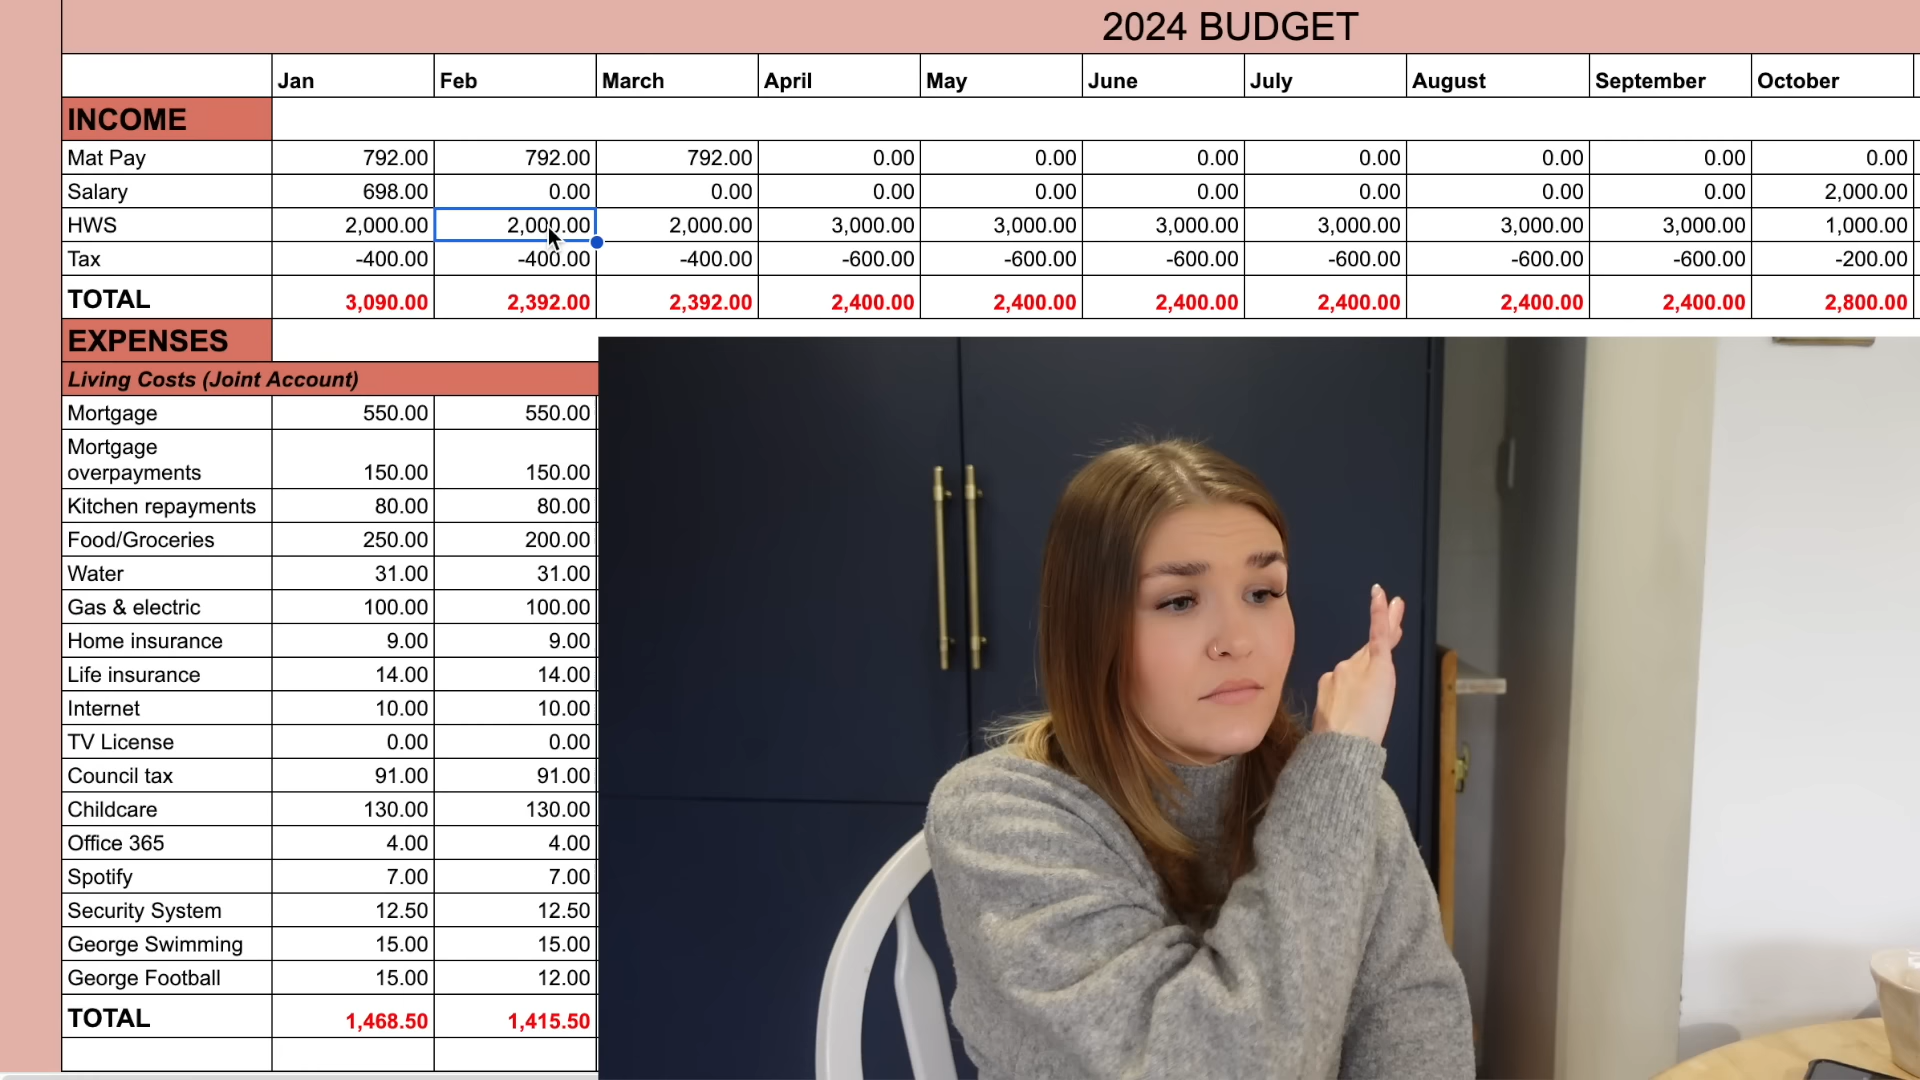 2024 BUDGET
Jan Feb March April May June July August September October
INCOME
Mat Pay 792.00 792.00 792.00 0.00 0.00 0.00 0.00 0.00 0.00 0.00
Salary 698.00 0.00 0.00 0.00 0.00 0.00 0.00 0.00 0.00 2,000.00
HWS 2,000.00 2,000.00 2,000.00 3,000.00 3,000.00 3,000.00 3,000.00 3,000.00 3,000.00 1,000.00
Tax -400.00 -400.00 -400.00 -600.00 -600.00 -600.00 -600.00 -600.00 -600.00 -200.00
TOTAL 3,090.00 2,392.00 2,392.00 2,400.00 2,400.00 2,400.00 2,400.00 2,400.00 2,400.00 2,800.00
EXPENSES
Living Costs (Joint Account)
Mortgage 550.00 550.00
Mortgage
overpayments 150.00 150.00
Kitchen repayments 80.00 80.00
Food/Groceries 250.00 200.00
Water 31.00 31.00
Gas & electric 100.00 100.00
Home insurance 9.00 9.00
Life insurance 14.00 14.00
Internet 10.00 10.00
TV License 0.00 0.00
Council tax 91.00 91.00
Childcare 130.00 130.00
Office 365 4.00 4.00
Spotify 7.00 7.00
Security System 12.50 12.50
George Swimming 15.00 15.00
George Football 15.00 12.00
TOTAL 1,468.50 1,415.50